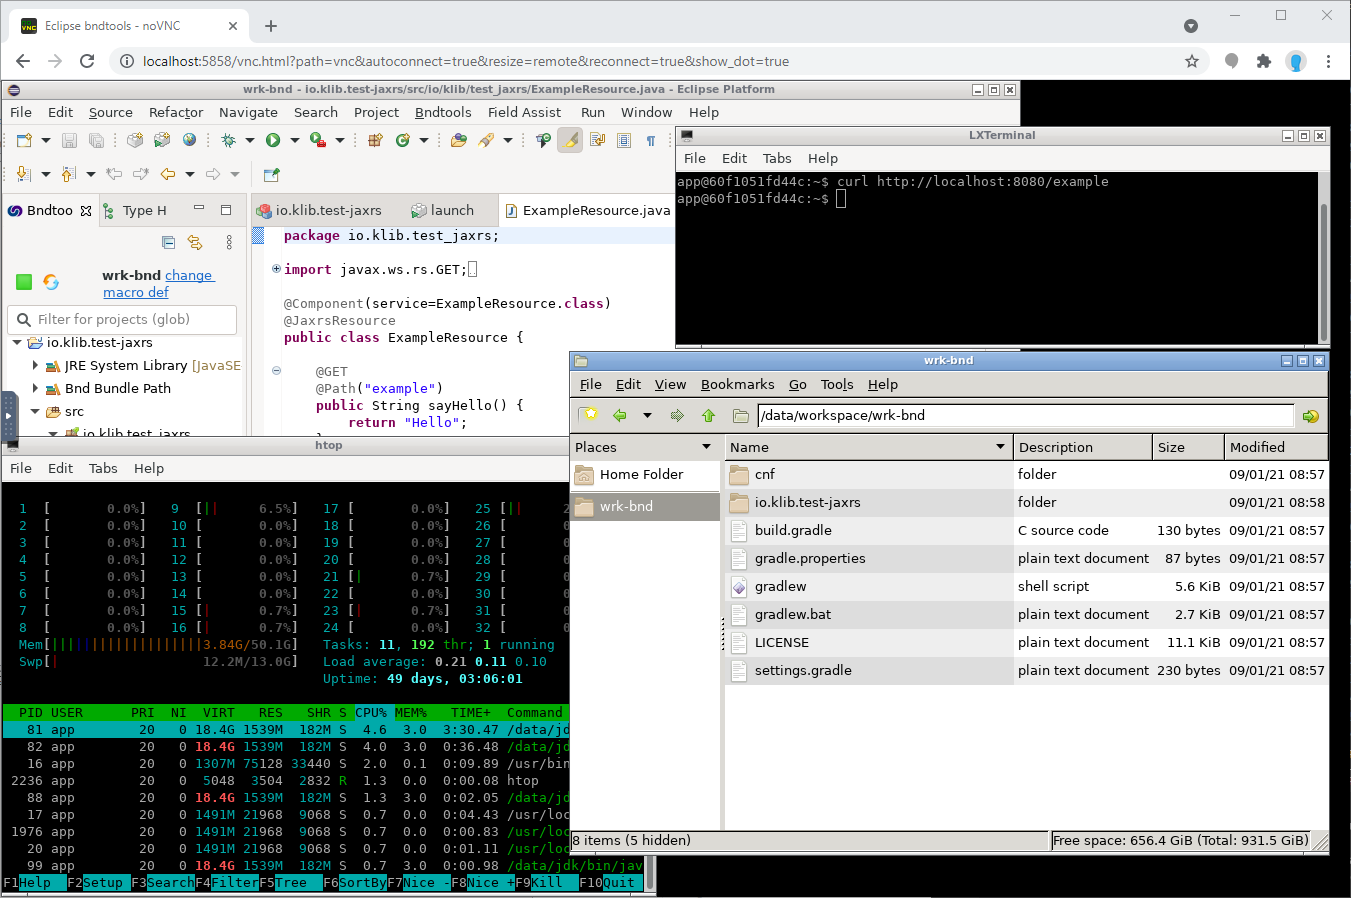 Eclipse bndtools - noVNC
localhost:5858/vnc.html?path=vnc&autoconnect=true&resize=remote&reconnect=true&show_dot=true
wrk-bnd - io.klib.test-jaxrs/src/io/klib/test_jaxrs/ExampleResource.java - Eclipse Platform
File Edit Source Refactor Navigate Search Project Bndtools Field Assist Run Window Help
Bndtoo Type H
io.klib.test-jaxrs launch ExampleResource.java
wrk-bnd change
macro def
Filter for projects (glob)
io.klib.test-jaxrs
JRE System Library [JavaSE
Bnd Bundle Path
src
io.klib.test_jaxrs
package io.klib.test_jaxrs;
import javax.ws.rs.GET;
@Component(service=ExampleResource.class)
@JaxrsResource
public class ExampleResource {
@GET
@Path("example")
public String sayHello() {
return "Hello";
LXTerminal
File Edit Tabs Help
app@60f1051fd44c:~$ curl http://localhost:8080/example
app@60f1051fd44c:~$
wrk-bnd
File Edit View Bookmarks Go Tools Help
/data/workspace/wrk-bnd
Places
Home Folder
wrk-bnd
Name Description Size Modified
cnf folder 09/01/21 08:57
io.klib.test-jaxrs folder 09/01/21 08:58
build.gradle C source code 130 bytes 09/01/21 08:57
gradle.properties plain text document 87 bytes 09/01/21 08:57
gradlew shell script 5.6 KiB 09/01/21 08:57
gradlew.bat plain text document 2.7 KiB 09/01/21 08:57
LICENSE plain text document 11.1 KiB 09/01/21 08:57
settings.gradle plain text document 230 bytes 09/01/21 08:57
8 items (5 hidden) Free space: 656.4 GiB (Total: 931.5 GiB)
htop
File Edit Tabs Help
1 [ 0.0%] 9 [|| 6.5%] 17 [ 0.0%] 25 [|| 2
2 [ 0.0%] 10 [ 0.0%] 18 [ 0.0%] 26 [ 0
3 [ 0.0%] 11 [ 0.0%] 19 [ 0.0%] 27 [ 0
4 [ 0.0%] 12 [ 0.0%] 20 [ 0.0%] 28 [ 0
5 [ 0.0%] 13 [ 0.0%] 21 [| 0.7%] 29 [ 0
6 [ 0.0%] 14 [ 0.0%] 22 [ 0.0%] 30 [ 0
7 [ 0.0%] 15 [| 0.7%] 23 [| 0.7%] 31 [ 0
8 [ 0.0%] 16 [| 0.7%] 24 [ 0.0%] 32 [ 0
Mem[|||||||||||||||||||3.84G/50.1G] Tasks: 11, 192 thr; 1 running
Swp[| 12.2M/13.0G] Load average: 0.21 0.11 0.10
Uptime: 49 days, 03:06:01
PID USER PRI NI VIRT RES SHR S CPU% MEM% TIME+ Command
81 app 20 0 18.4G 1539M 182M S 4.6 3.0 3:30.47 /data/jd
82 app 20 0 18.4G 1539M 182M S 4.0 3.0 0:36.48 /data/jd
16 app 20 0 1307M 75128 33440 S 2.0 0.1 0:09.89 /usr/bin
2236 app 20 0 5048 3504 2832 R 1.3 0.0 0:00.08 htop
88 app 20 0 18.4G 1539M 182M S 1.3 3.0 0:02.05 /data/jd
17 app 20 0 1491M 21968 9068 S 0.7 0.0 0:04.43 /usr/loc
1976 app 20 0 1491M 21968 9068 S 0.7 0.0 0:00.83 /usr/loc
20 app 20 0 1491M 21968 9068 S 0.7 0.0 0:01.11 /usr/loc
99 app 20 0 18.4G 1539M 182M S 0.7 3.0 0:00.98 /data/jdk/bin/jav
F1Help F2Setup F3SearchF4FilterF5Tree F6SortByF7Nice -F8Nice +F9Kill F10Quit